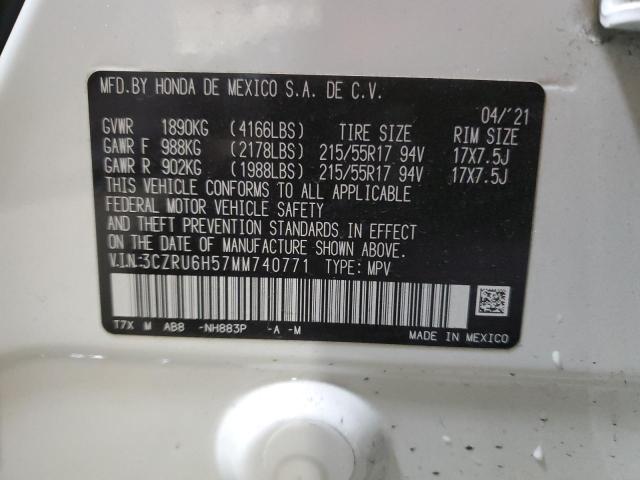 MFD.BY HONDA DE MEXICO S.A. DE C.V.
04/'21
GVWR 1890KG (4166LBS) TIRE SIZE RIM SIZE
GAWR F 988KG (2178LBS) 215/55R17 94V 17X7.5J
GAWR R 902KG (1988LBS) 215/55R17 94V 17X7.5J
THIS VEHICLE CONFORMS TO ALL APPLICABLE
FEDERAL MOTOR VEHICLE SAFETY
AND THEFT PREVENTION STANDARDS IN EFFECT
ON THE DATE OF MANUFACTURE SHOWN ABOVE.
V.I.N.:3CZRU6H57MM740771 TYPE: MPV
T7X M AB8 -NH883P -A -M
MADE IN MEXICO